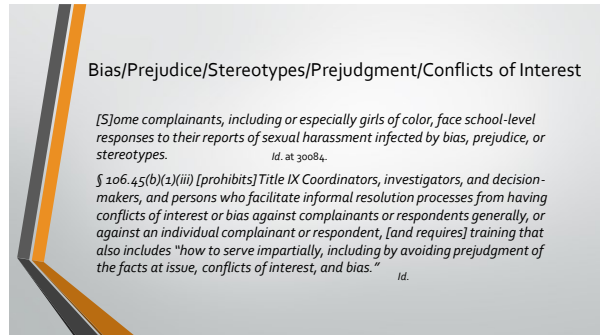 Bias/Prejudice/Stereotypes/Prejudgment/Conflicts of Interest
[S]ome complainants, including or especially girls of color, face school-level
responses to their reports of sexual harassment infected by bias, prejudice, or
stereotypes. Id. at 30084.
§ 106.45(b)(1)(iii) [prohibits] Title IX Coordinators, investigators, and decision-
makers, and persons who facilitate informal resolution processes from having
conflicts of interest or bias against complainants or respondents generally, or
against an individual complainant or respondent, [and requires] training that
also includes “how to serve impartially, including by avoiding prejudgment of
the facts at issue, conflicts of interest, and bias.”
Id.